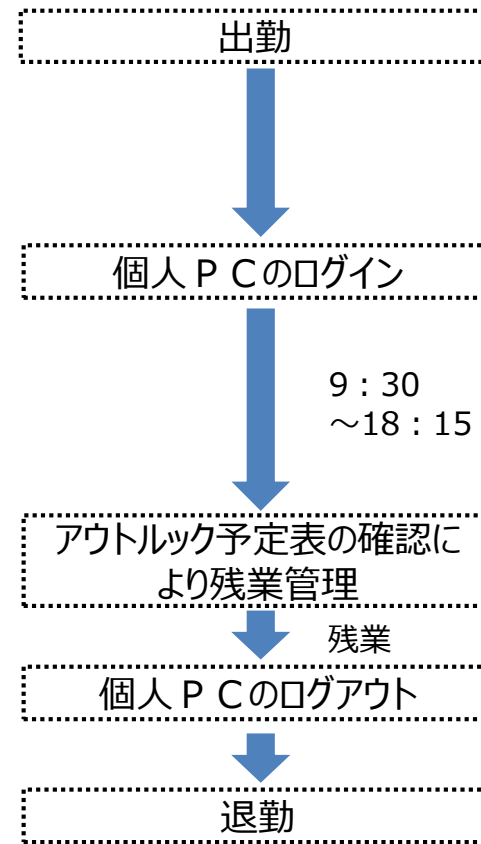 出勤
個人ＰＣのログイン
9：30
～18：15
アウトルック予定表の確認に
より残業管理
残業
個人ＰＣのログアウト
退勤